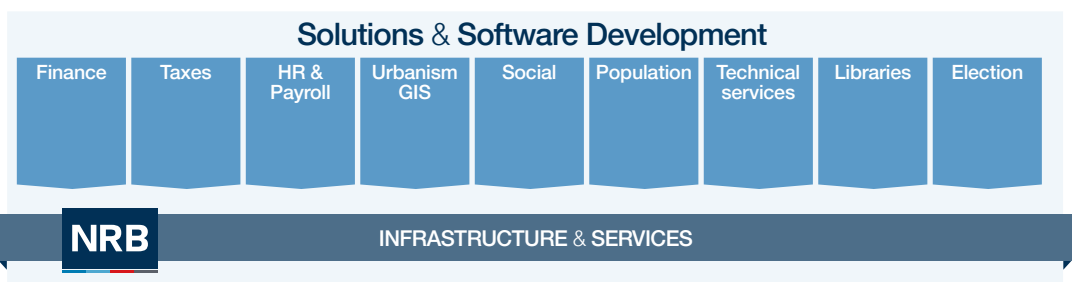 Solutions & Software Development
Finance
Taxes
HR &
Payroll
Urbanism
GIS
Social
Population
Technical
services
Libraries
Election
NRB
INFRASTRUCTURE & SERVICES